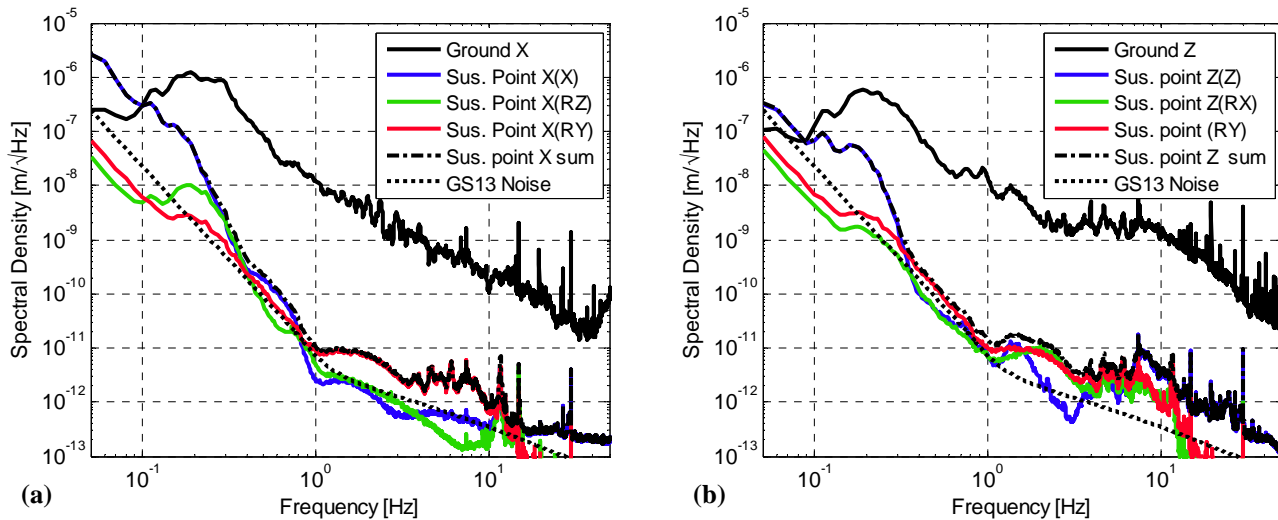 10^-5
10^-6
10^-7
10^-8
10^-9
10^-10
10^-11
10^-12
10^-13
Spectral Density [m/√Hz]
Ground X
Sus. Point X(X)
Sus. Point X(RZ)
Sus. Point X(RY)
Sus. point X sum
GS13 Noise
10^-1
10^0
10^1
Frequency [Hz]
(a)
10^-5
10^-6
10^-7
10^-8
10^-9
10^-10
10^-11
10^-12
10^-13
Spectral Density [m/√Hz]
Ground Z
Sus. point Z(Z)
Sus. point Z(RX)
Sus. point (RY)
Sus. point Z sum
GS13 Noise
10^-1
10^0
10^1
Frequency [Hz]
(b)